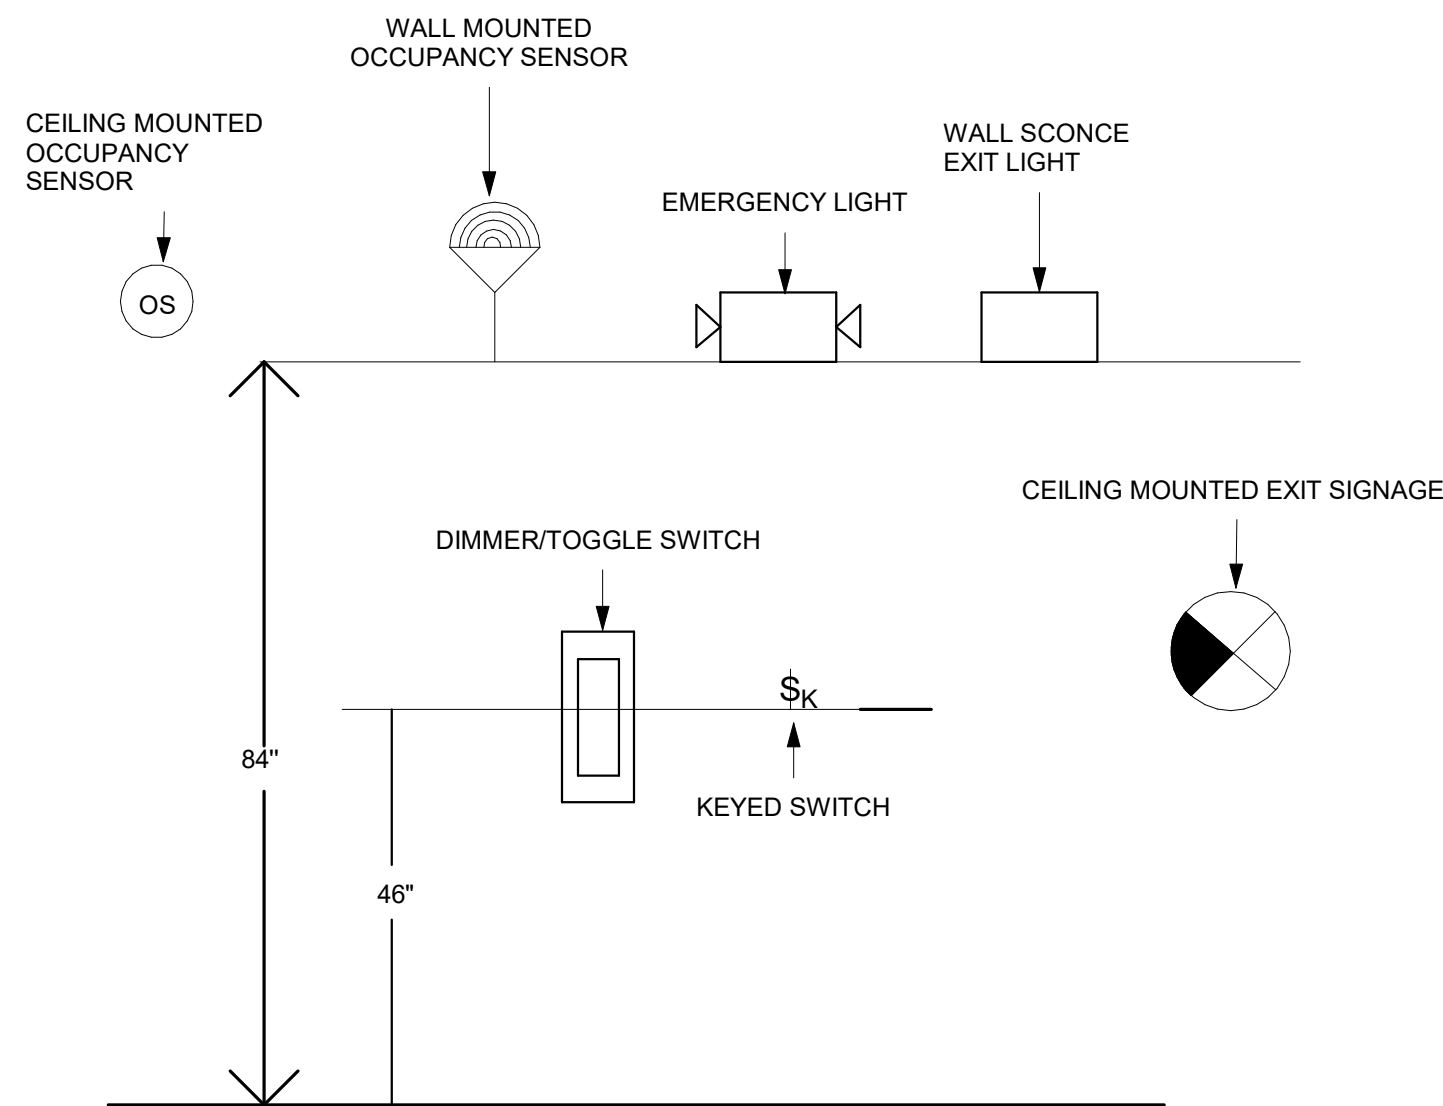 WALL MOUNTED
OCCUPANCY SENSOR
CEILING MOUNTED
OCCUPANCY
SENSOR
WALL SCONCE
EXIT LIGHT
EMERGENCY LIGHT
OS
CEILING MOUNTED EXIT SIGNAGE
DIMMER/TOGGLE SWITCH
SK
84"
KEYED SWITCH
46"